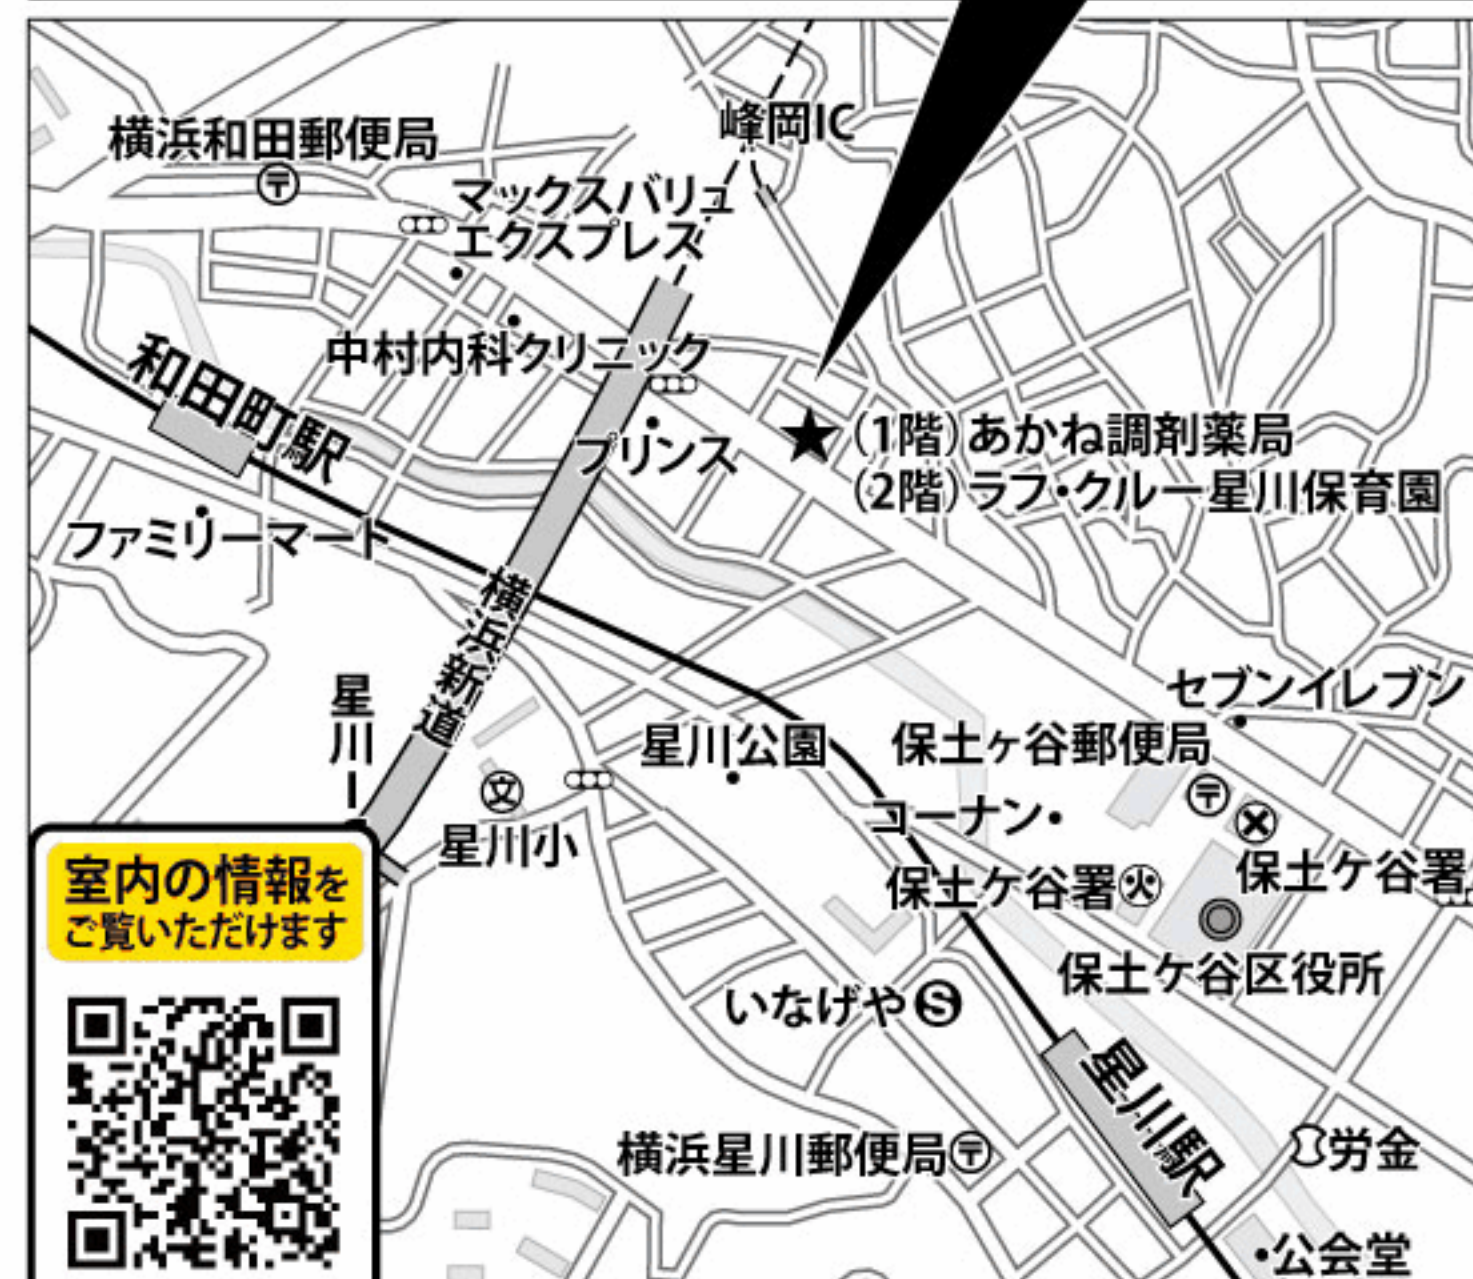 峰岡IC
横浜和田郵便局
マックスバリュ
エクスプレス
中村内科クリニック
和田町駅
プリンス
(1階)あかね調剤薬局
(2階)ラフ・クルー星川保育園
ファミリーマート
横浜新道
星川I
セブンイレブン
星川公園
保土ヶ谷郵便局
文
星川小
コーナン
保土ケ谷署
火
保土ケ谷署
保土ケ谷区役所
室内の情報を
ご覧いただけます
いなげや S
星川駅
横浜星川郵便局
労金
公会堂